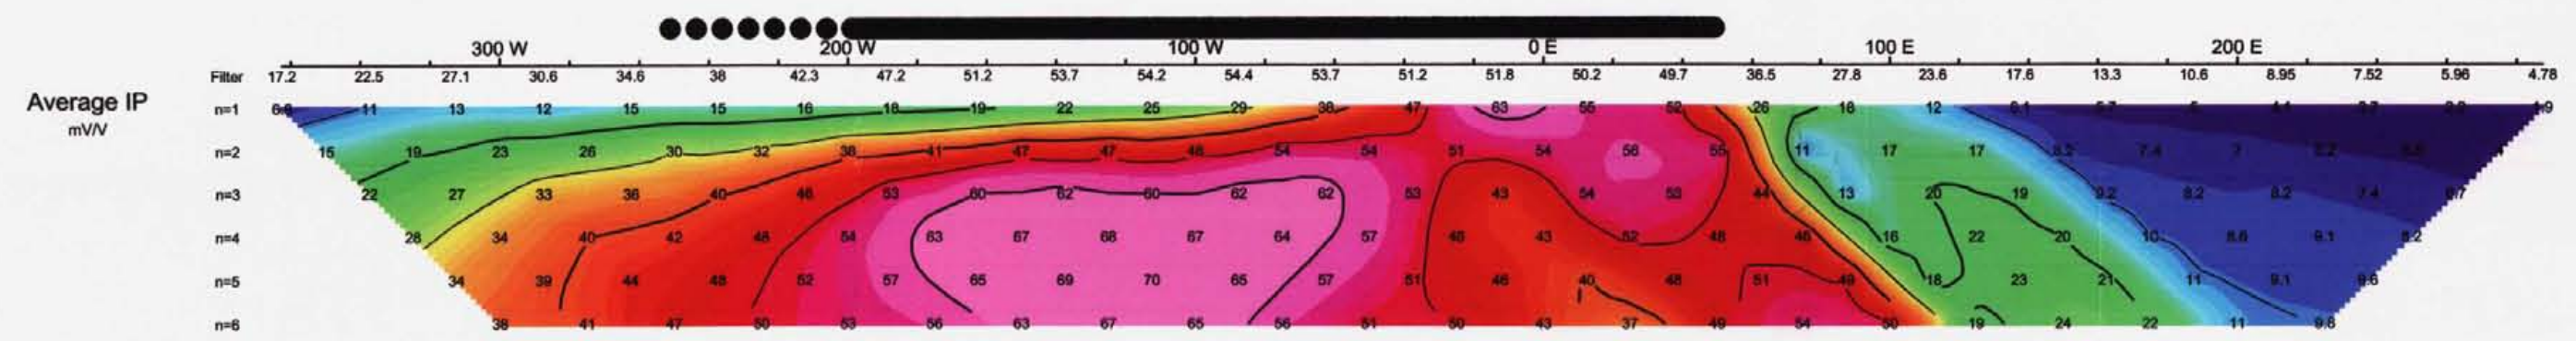 300 W 200 W 100 W 0 E 100 E 200 E
Filter 17.2 22.5 27.1 30.6 34.6 38 42.3 47.2 51.2 53.7 54.2 54.4 53.7 51.2 51.8 50.2 49.7 36.5 27.8 23.6 17.6 13.3 10.6 8.95 7.52 5.96 4.78
Average IP
mV/V
n=1 11 13 12 15 15 16 18 19 22 25 29 38 47 63 55 52 26 18 12
n=2 15 19 23 26 30 32 38 41 47 47 48 54 54 51 54 56 55 11 17 17 8.2 7.4 7
n=3 22 27 33 36 40 46 53 60 62 60 62 62 53 43 54 53 44 13 20 19 9.2 8.2 8.2 7.4
n=4 28 34 40 42 48 54 63 67 68 67 64 57 48 43 52 48 46 16 22 20 10 8.6 9.1 8.2
n=5 34 39 44 48 52 57 65 69 70 65 57 51 46 40 48 51 49 18 23 21 11 9.1 9.6
n=6 38 41 47 50 53 56 63 67 65 56 51 50 43 37 49 54 50 19 24 22 11 9.8